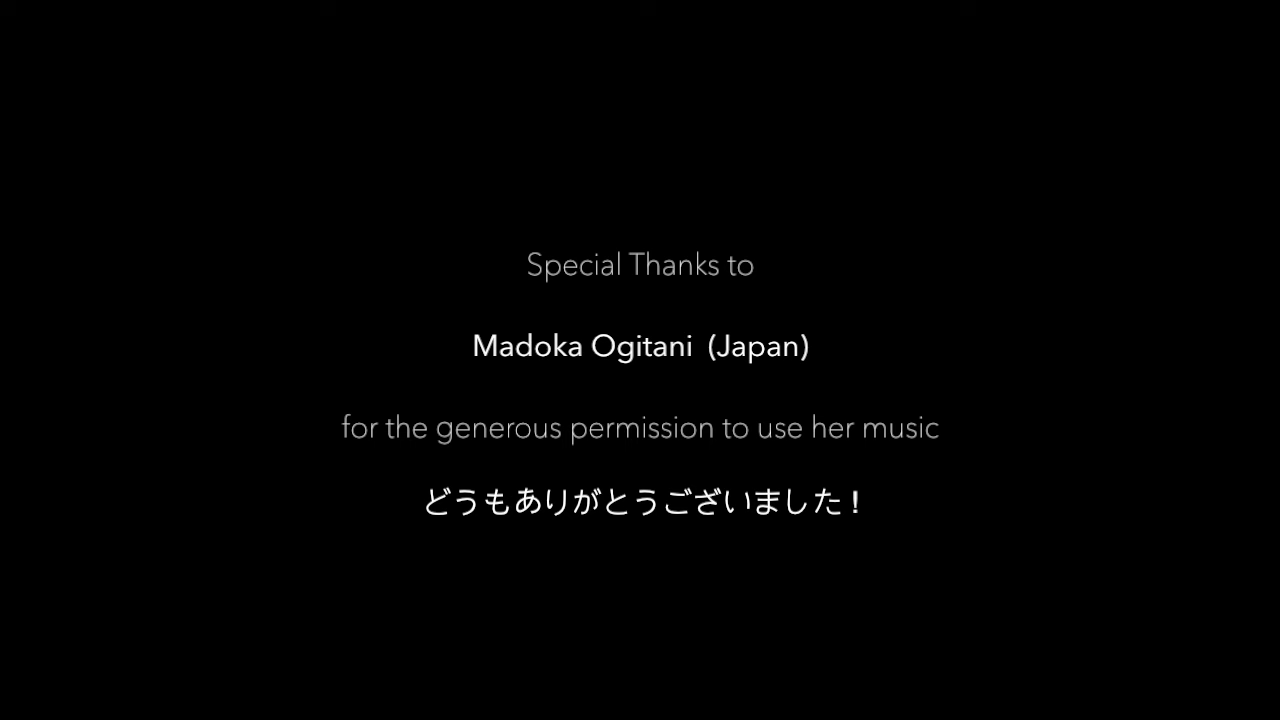 Special Thanks to
Madoka Ogitani (Japan)
for the generous permission to use her music
どうもありがとうございました！